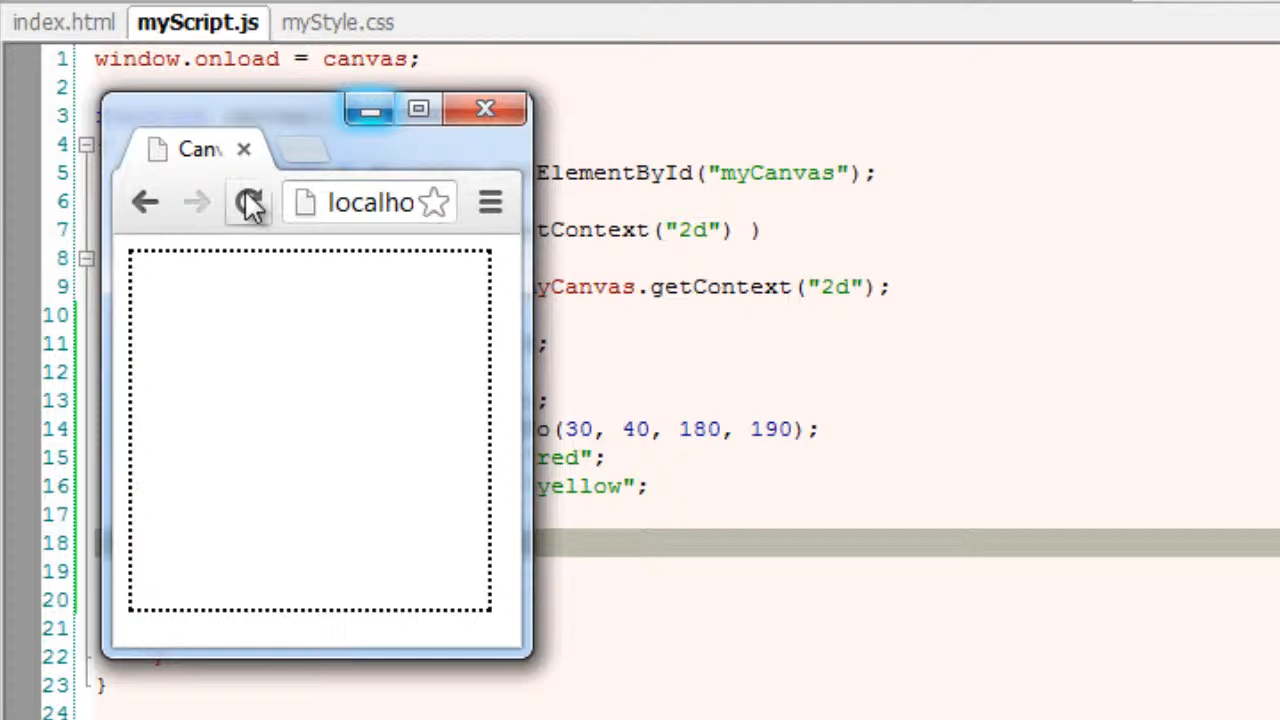 index.html myScript.js myStyle.css
1 window.onload = canvas;
2
3
4
5 ElementById("myCanvas");
6
7 tContext("2d") )
8
9 yCanvas.getContext("2d");
10
11 ;
12
13 ;
14 o(30, 40, 180, 190);
15 red";
16 yellow";
17
18
19
20
21
22 }
23 }
24
Canv
localho